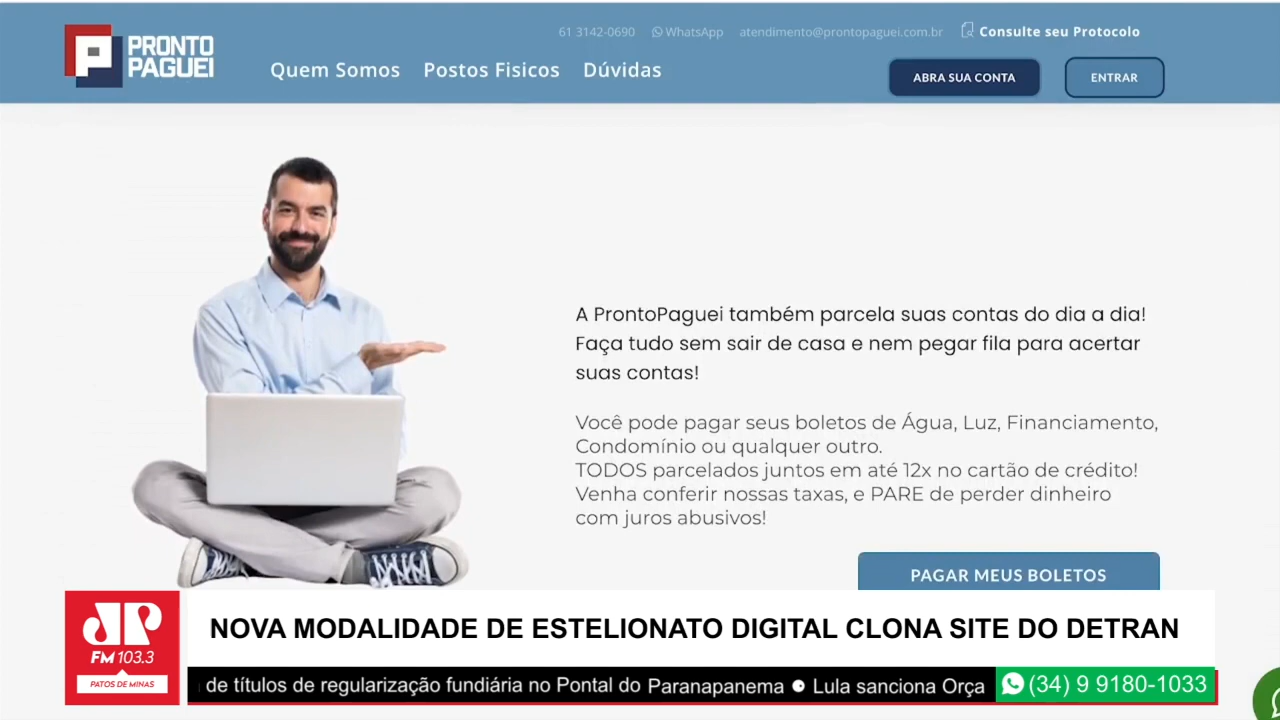 61 3142-0690 WhatsApp atendimento@prontopaguei.com.br Consulte seu Protocolo
PRONTO
PAGUEI
Quem Somos Postos Fisicos Dúvidas
ABRA SUA CONTA ENTRAR
A ProntoPaguei também parcela suas contas do dia a dia!
Faça tudo sem sair de casa e nem pegar fila para acertar
suas contas!
Você pode pagar seus boletos de Água, Luz, Financiamento,
Condomínio ou qualquer outro.
TODOS parcelados juntos em até 12x no cartão de crédito!
Venha conferir nossas taxas, e PARE de perder dinheiro
com juros abusivos!
PAGAR MEUS BOLETOS
JP
FM 103.3
PATOS DE MINAS
NOVA MODALIDADE DE ESTELIONATO DIGITAL CLONA SITE DO DETRAN
de títulos de regularização fundiária no Pontal do Paranapanema ● Lula sanciona Orça
(34) 9 9180-1033